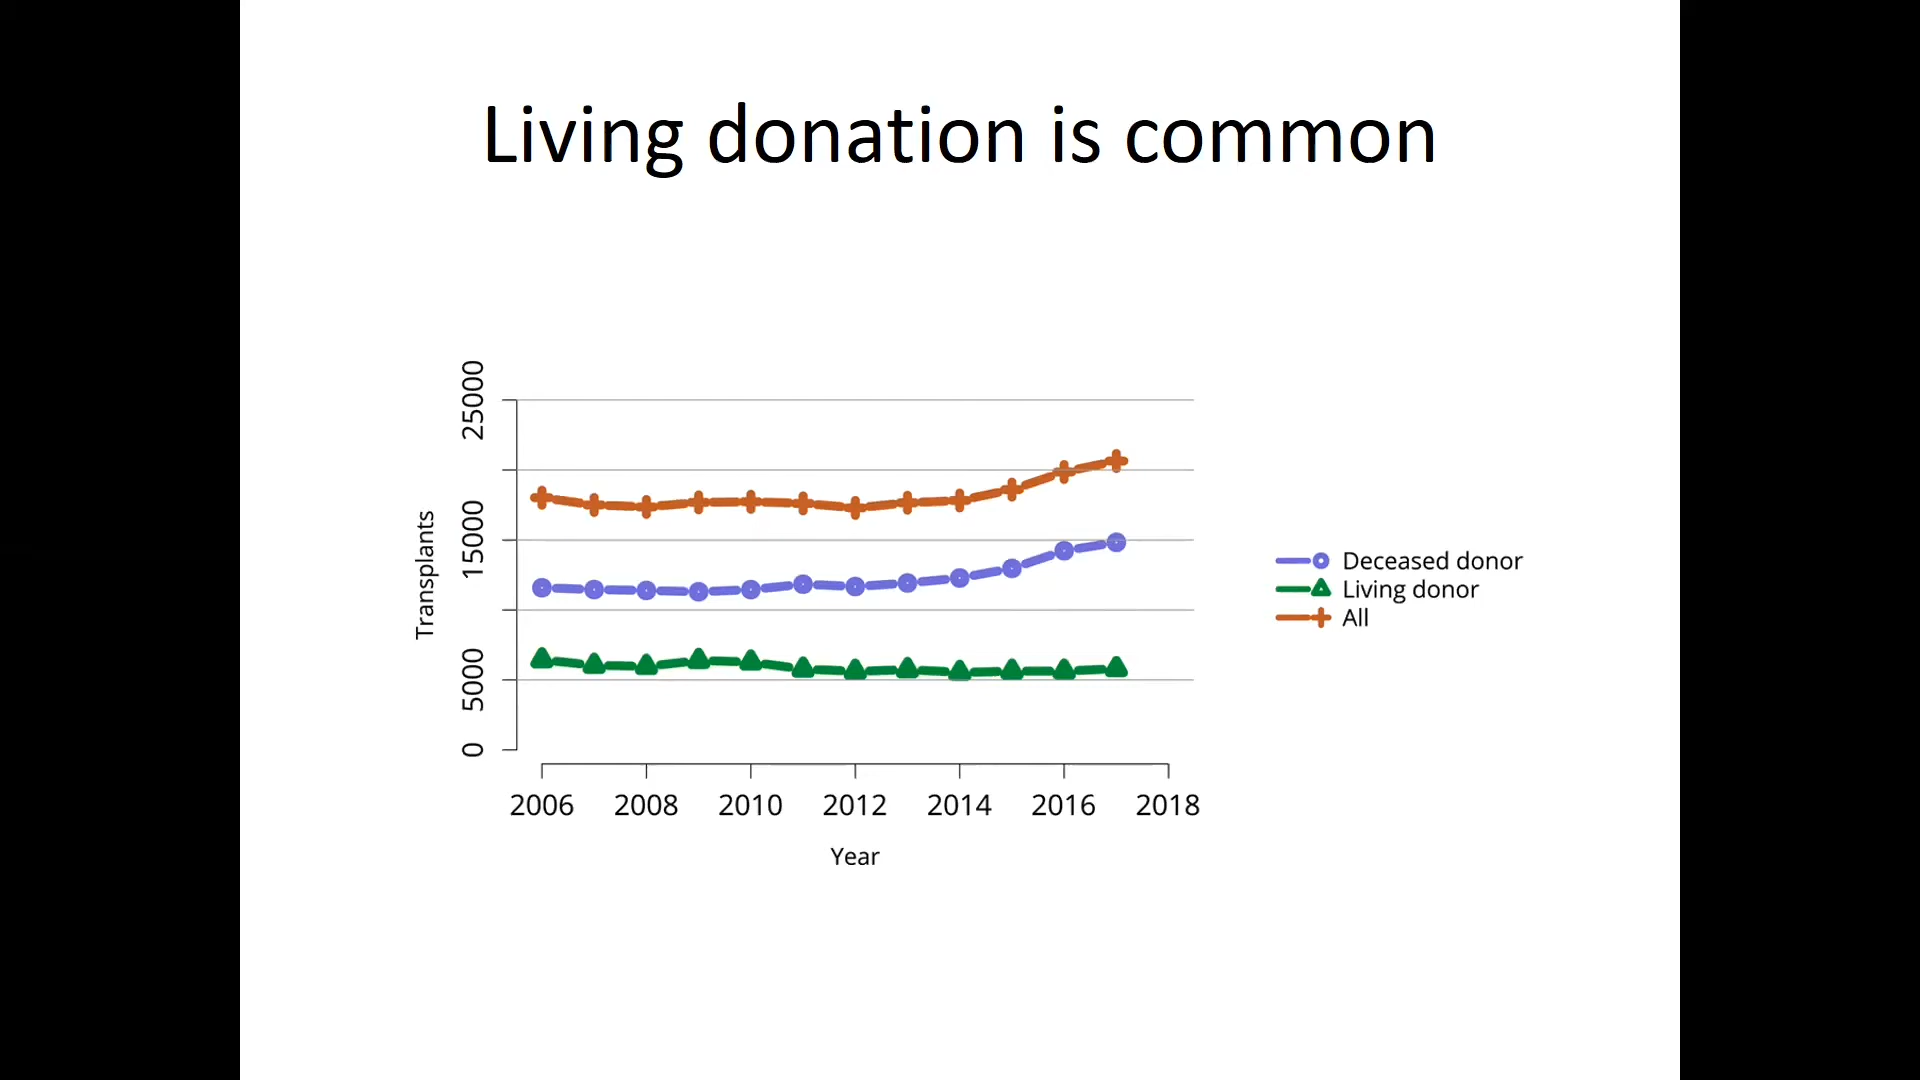 Living donation is common
25000
15000
5000
0
Transplants
2006 2008 2010 2012 2014 2016 2018
Year
Deceased donor
Living donor
All